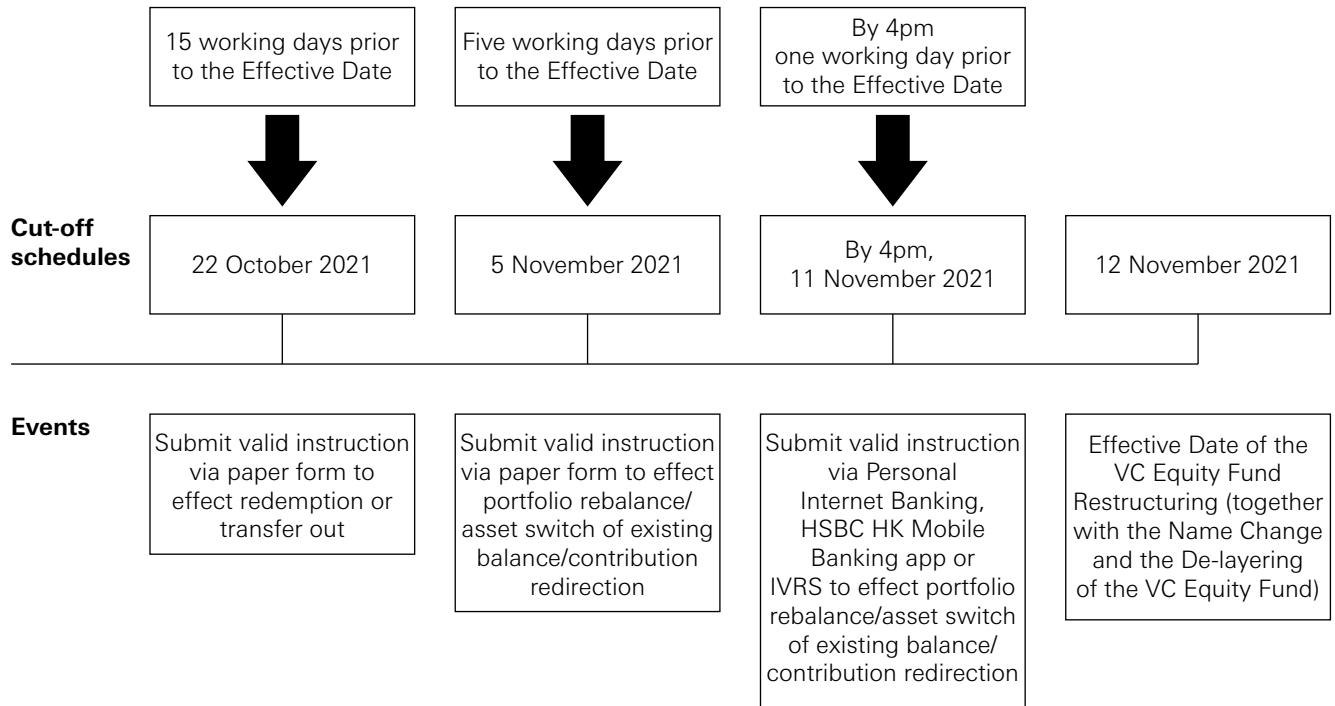 15 working days prior
to the Effective Date
Five working days prior
to the Effective Date
By 4pm
one working day prior
to the Effective Date
Cut-off
schedules
22 October 2021
5 November 2021
By 4pm,
11 November 2021
12 November 2021
Events
Submit valid instruction
via paper form to
effect redemption or
transfer out
Submit valid instruction
via paper form to effect
portfolio rebalance/
asset switch of existing
balance/contribution
redirection
Submit valid instruction
via Personal
Internet Banking,
HSBC HK Mobile
Banking app or
IVRS to effect portfolio
rebalance/asset switch
of existing balance/
contribution redirection
Effective Date of the
VC Equity Fund
Restructuring (together
with the Name Change
and the De-layering
of the VC Equity Fund)